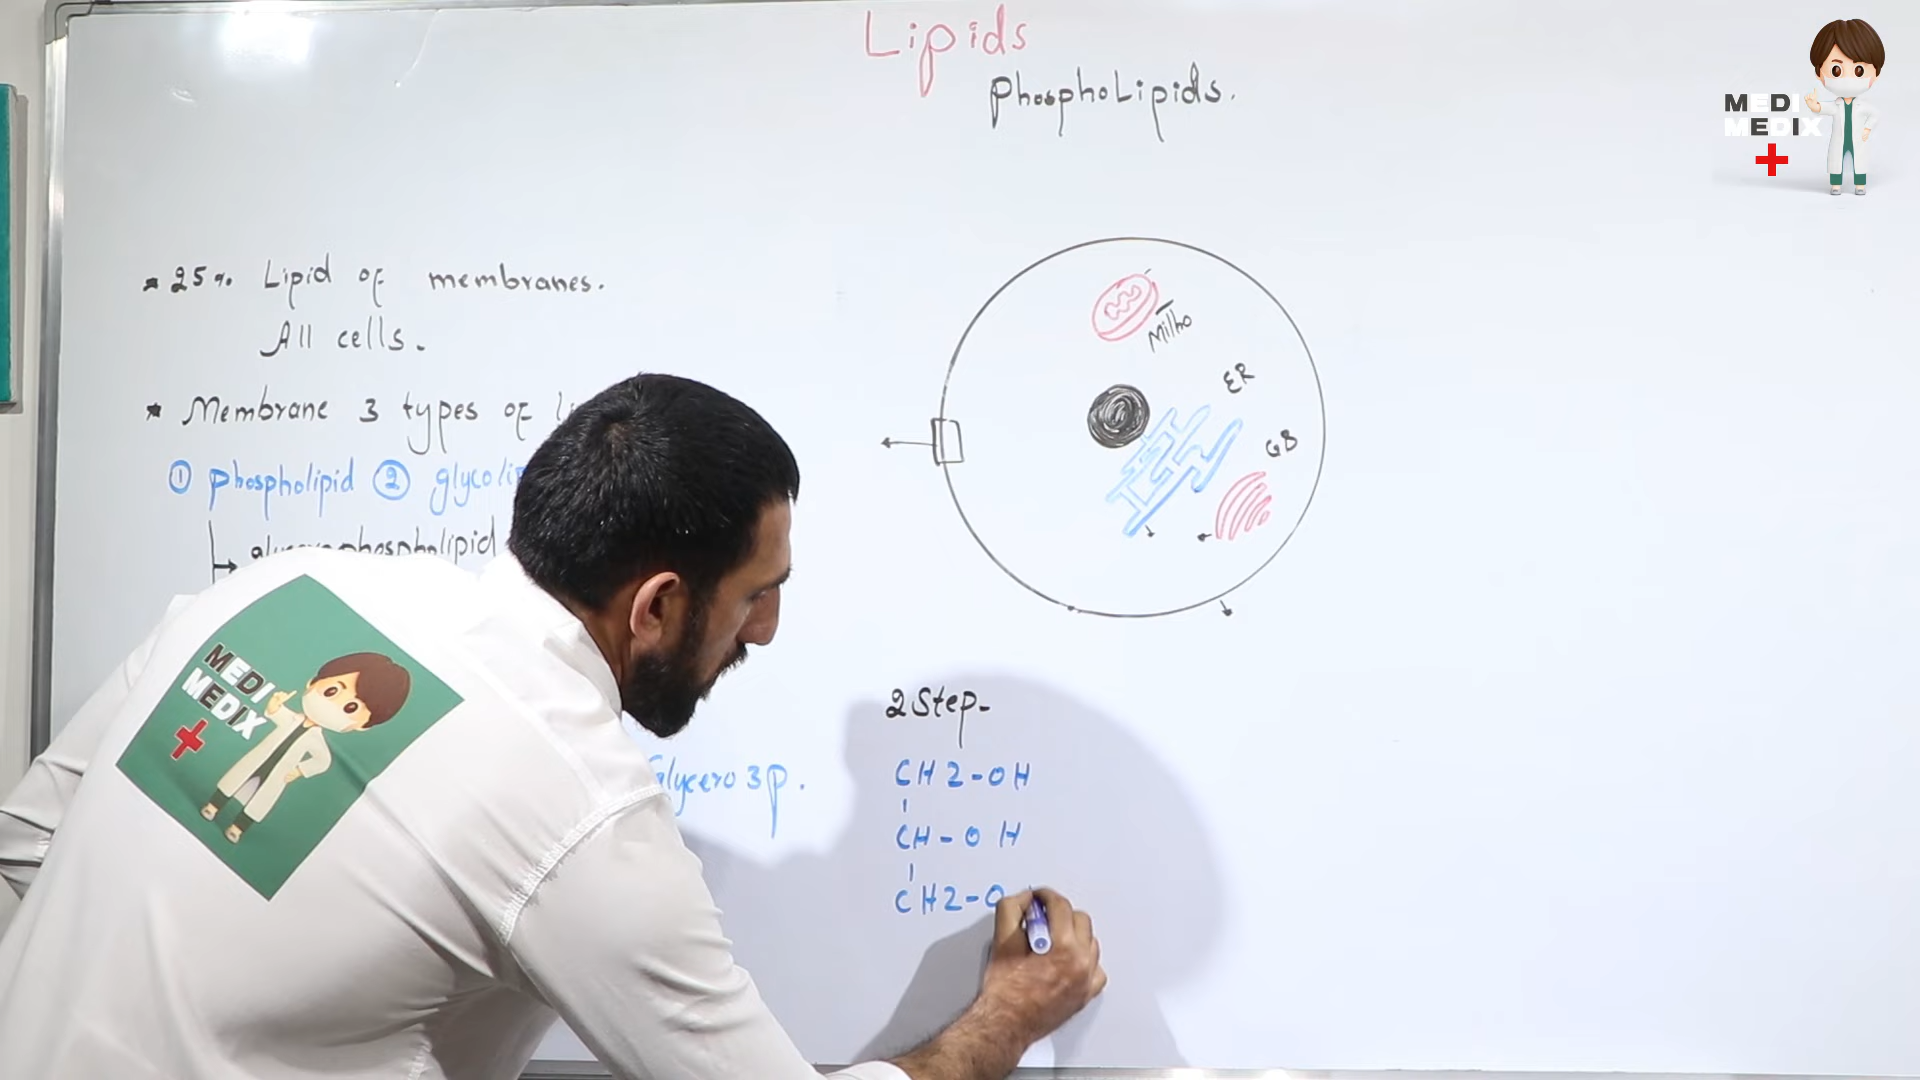 Lipids
PhosphoLipids.
MEDI
MEDIX
25% Lipid of membranes.
All cells.
Membrane 3 types of
① phospholipid ②
Mitho
ER
GB
MEDI
MEDIX
Glycero 3p.
2 Step-
CH2-OH
CH-OH
CH2-O